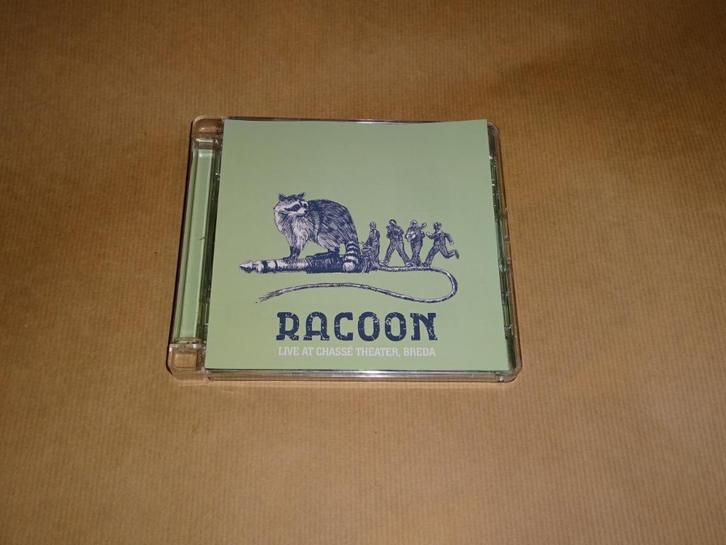 RACOON
LIVE AT CHASSÉ THEATER, BREDA